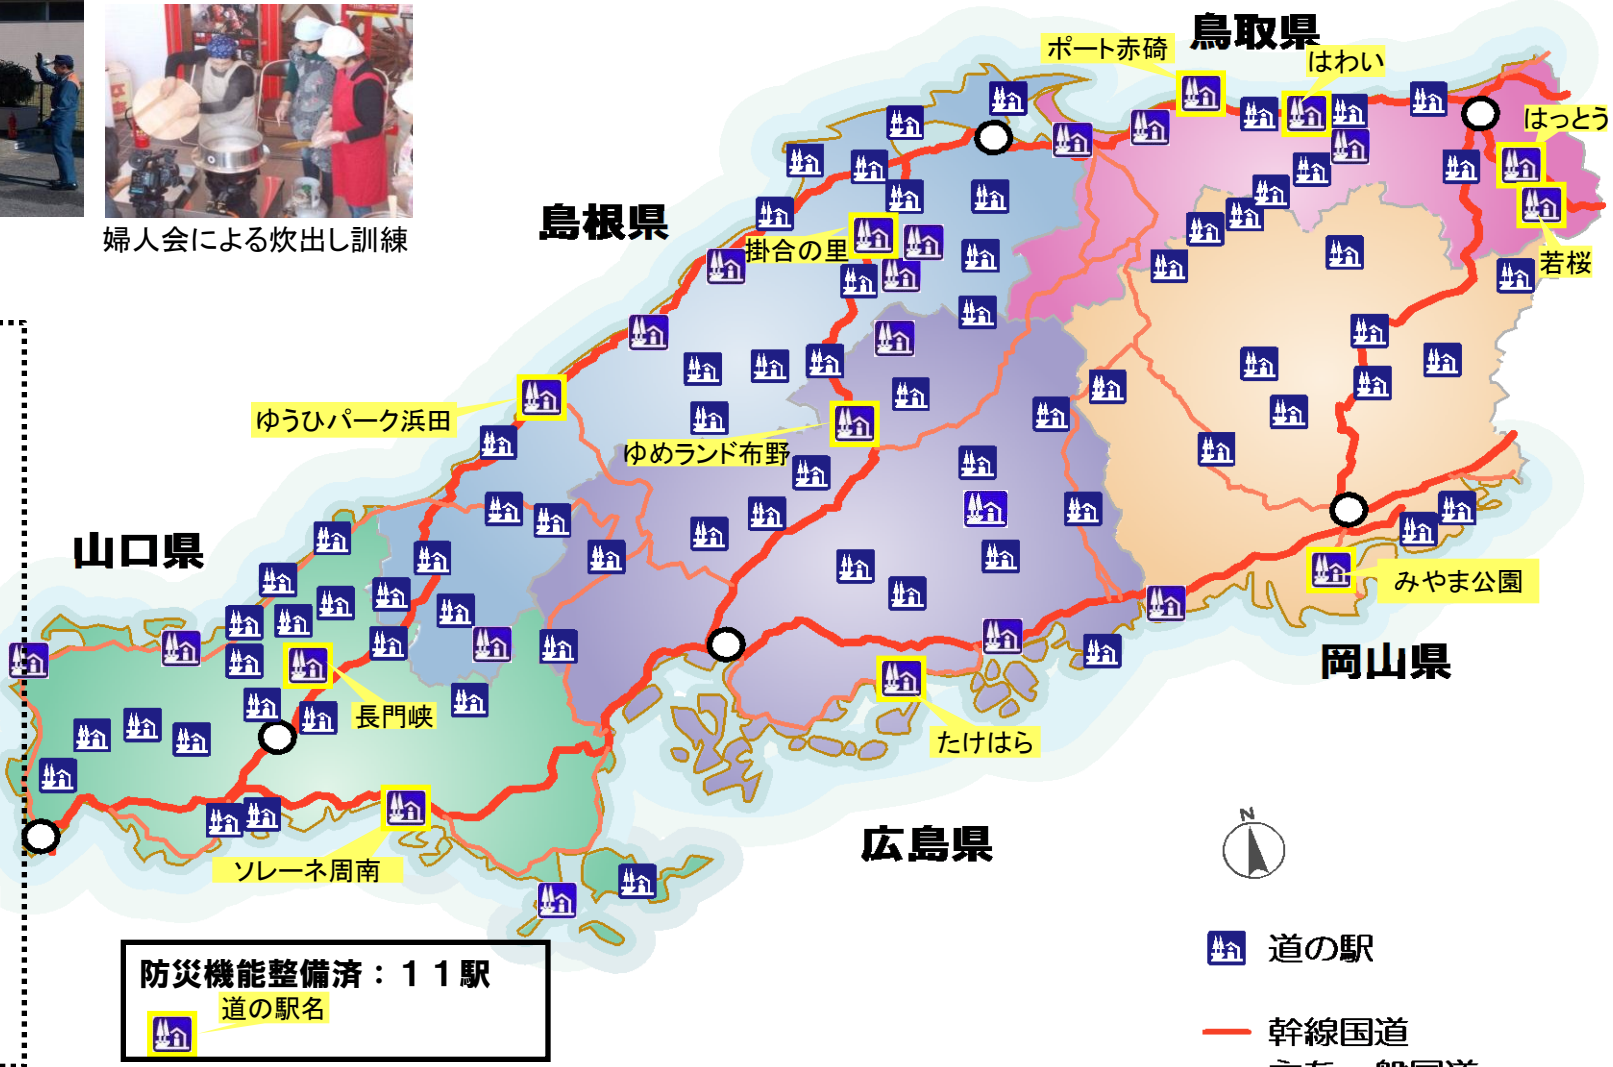 婦人会による炊出し訓練
鳥取県
ポート赤碕
はわい
はっとう
若桜
島根県
掛合の里
ゆうひパーク浜田
ゆめランド布野
山口県
みやま公園
岡山県
長門峡
たけはら
広島県
ソレーネ周南
N
防災機能整備済：１１駅
道の駅名
道の駅
幹線国道